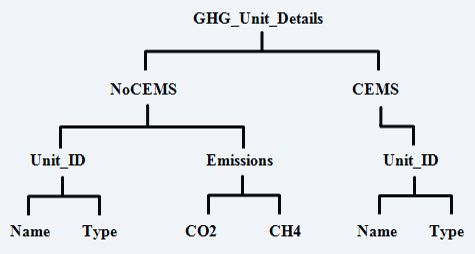 GHG_Unit_Details
NoCEMS CEMS
Unit_ID Emissions Unit_ID
Name Type CO2 CH4 Name Type